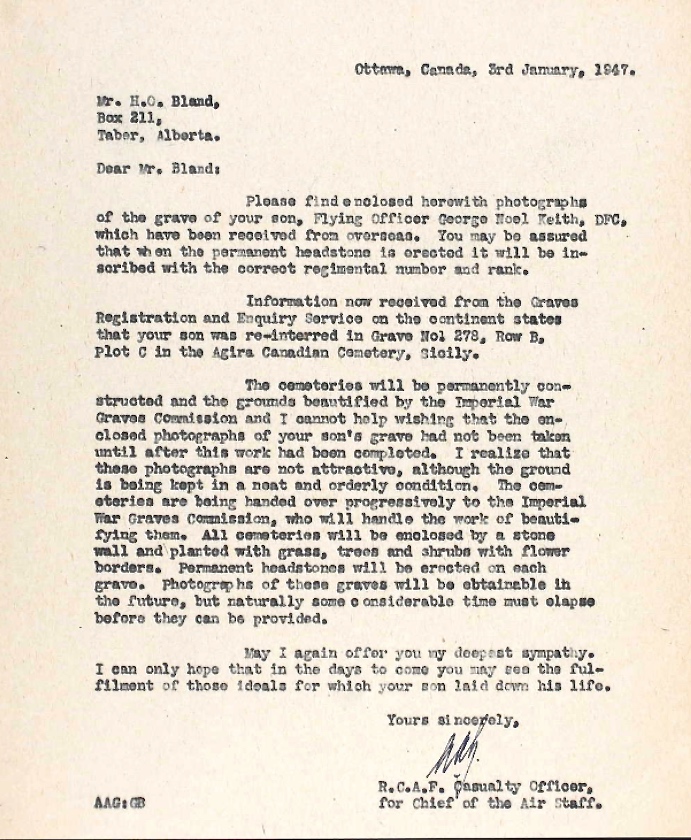 Ottawa, Canada, 3rd January, 1947.
Mr. H.O. Bland,
Box 211,
Taber, Alberta.
Dear Mr. Bland:
Please find enclosed herewith photographs
of the grave of your son, Flying Officer George Noel Keith, DFC,
which have been received from overseas. You may be assured
that when the permanent headstone is erected it will be in-
scribed with the correct regimental number and rank.
Information now received from the Graves
Registration and Enquiry Service on the continent states
that your son was re-interred in Grave No1 278, Row B,
Plot C in the Agira Canadian Cemetery, Sicily.
The cemeteries will be permanently con-
structed and the grounds beautified by the Imperial War
Graves Commission and I cannot help wishing that the en-
closed photographs of your son's grave had not been taken
until after this work had been completed. I realize that
these photographs are not attractive, although the ground
is being kept in a neat and orderly condition. The cem-
eteries are being handed over progressively to the Imperial
War Graves Commission, who will handle the work of beauti-
fying them. All cemeteries will be enclosed by a stone
wall and planted with grass, trees and shrubs with flower
borders. Permanent headstones will be erected on each
grave. Photographs of these graves will be obtainable in
the future, but naturally some considerable time must elapse
before they can be provided.
May I again offer you my deepest sympathy.
I can only hope that in the days to come you may see the ful-
filment of those ideals for which your son laid down his life.
Yours sincerely,
R.C.A.F. Casualty Officer,
for Chief of the Air Staff.
AAG:GB